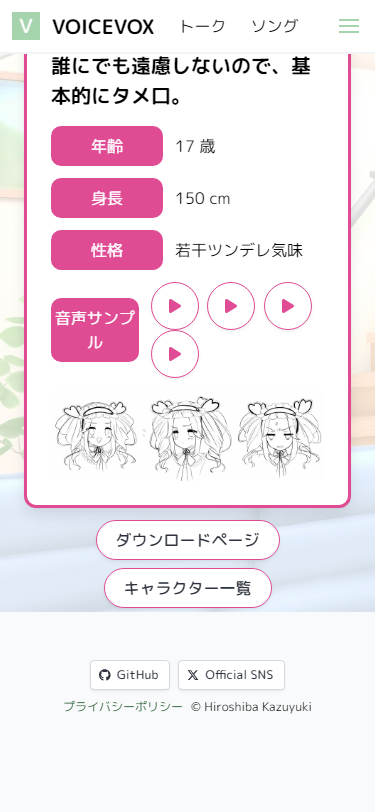 V VOICEVOX トーク ソング
誰にでも遠慮しないので、基
本的にタメ口。
年齢 17 歳
身長 150 cm
性格 若干ツンデレ気味
音声サンプ
ル
ダウンロードページ
キャラクター一覧
GitHub Official SNS
プライバシーポリシー © Hiroshiba Kazuyuki